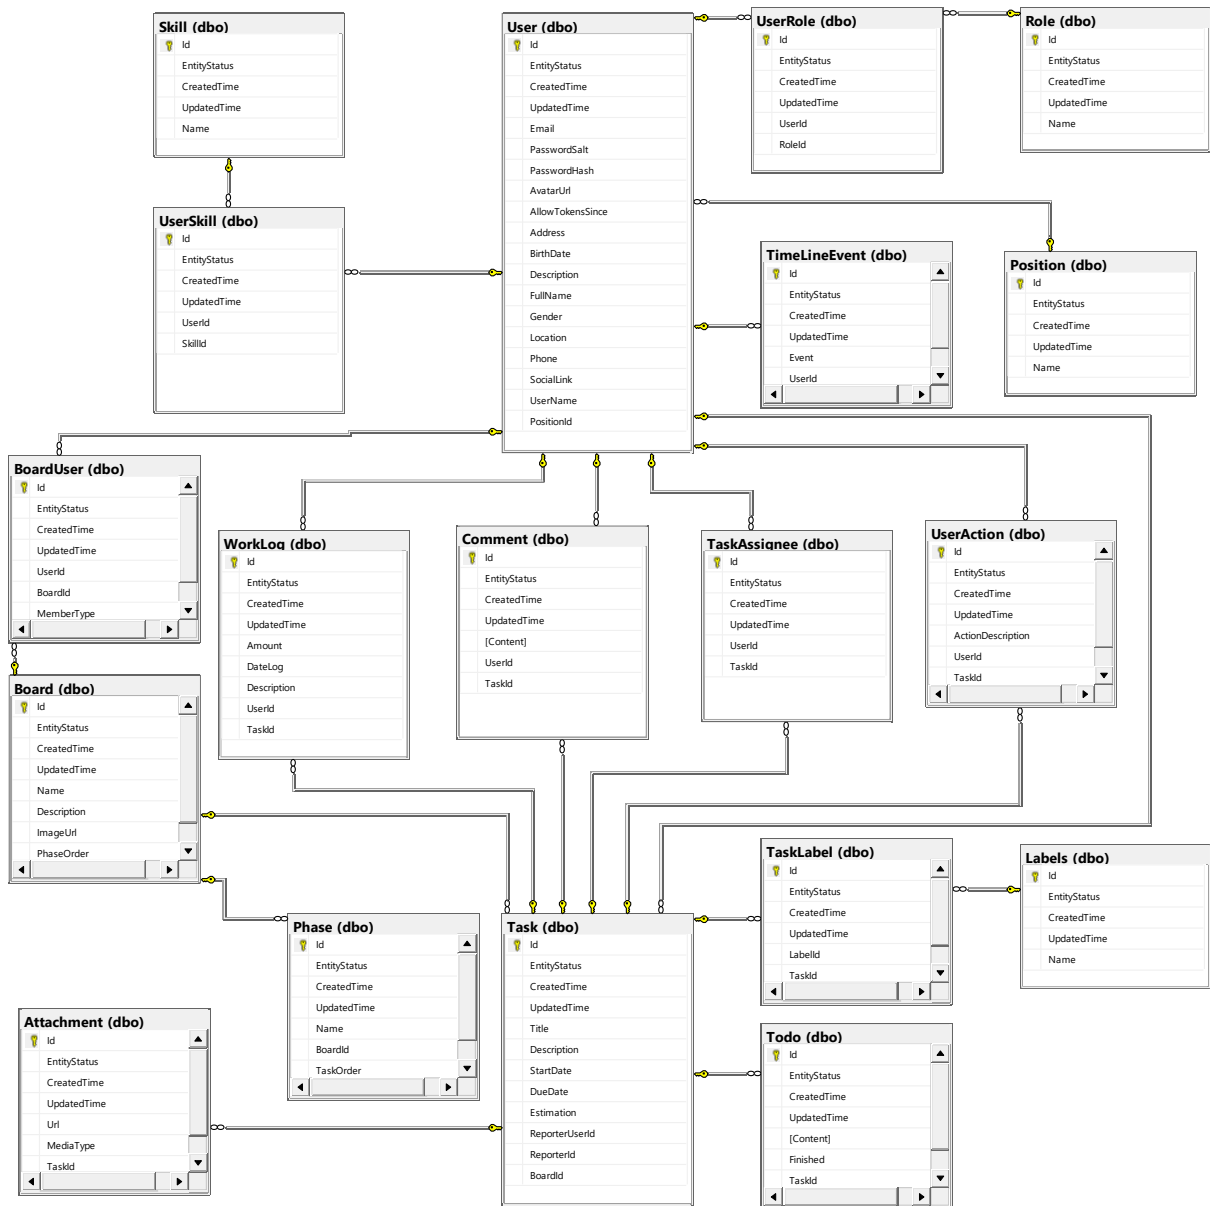 Skill (dbo)
Id
EntityStatus
CreatedTime
UpdatedTime
Name
User (dbo)
Id
EntityStatus
CreatedTime
UpdatedTime
Email
PasswordSalt
PasswordHash
AvatarUrl
AllowTokensSince
Address
BirthDate
Description
FullName
Gender
Location
Phone
SocialLink
UserName
PositionId
UserRole (dbo)
Id
EntityStatus
CreatedTime
UpdatedTime
UserId
RoleId
Role (dbo)
Id
EntityStatus
CreatedTime
UpdatedTime
Name
UserSkill (dbo)
Id
EntityStatus
CreatedTime
UpdatedTime
UserId
SkillId
TimeLineEvent (dbo)
Id
EntityStatus
CreatedTime
UpdatedTime
Event
UserId
Position (dbo)
Id
EntityStatus
CreatedTime
UpdatedTime
Name
BoardUser (dbo)
Id
EntityStatus
CreatedTime
UpdatedTime
UserId
BoardId
MemberType
WorkLog (dbo)
Id
EntityStatus
CreatedTime
UpdatedTime
Amount
DateLog
Description
UserId
TaskId
Comment (dbo)
Id
EntityStatus
CreatedTime
UpdatedTime
[Content]
UserId
TaskId
TaskAssignee (dbo)
Id
EntityStatus
CreatedTime
UpdatedTime
UserId
TaskId
UserAction (dbo)
Id
EntityStatus
CreatedTime
UpdatedTime
ActionDescription
UserId
TaskId
Board (dbo)
Id
EntityStatus
CreatedTime
UpdatedTime
Name
Description
ImageUrl
PhaseOrder
Phase (dbo)
Id
EntityStatus
CreatedTime
UpdatedTime
Name
BoardId
TaskOrder
Task (dbo)
Id
EntityStatus
CreatedTime
UpdatedTime
Title
Description
StartDate
DueDate
Estimation
ReporterUserId
ReporterId
BoardId
TaskLabel (dbo)
Id
EntityStatus
CreatedTime
UpdatedTime
LabelId
TaskId
Labels (dbo)
Id
EntityStatus
CreatedTime
UpdatedTime
Name
Attachment (dbo)
Id
EntityStatus
CreatedTime
UpdatedTime
Url
MediaType
TaskId
Todo (dbo)
Id
EntityStatus
CreatedTime
UpdatedTime
[Content]
Finished
TaskId